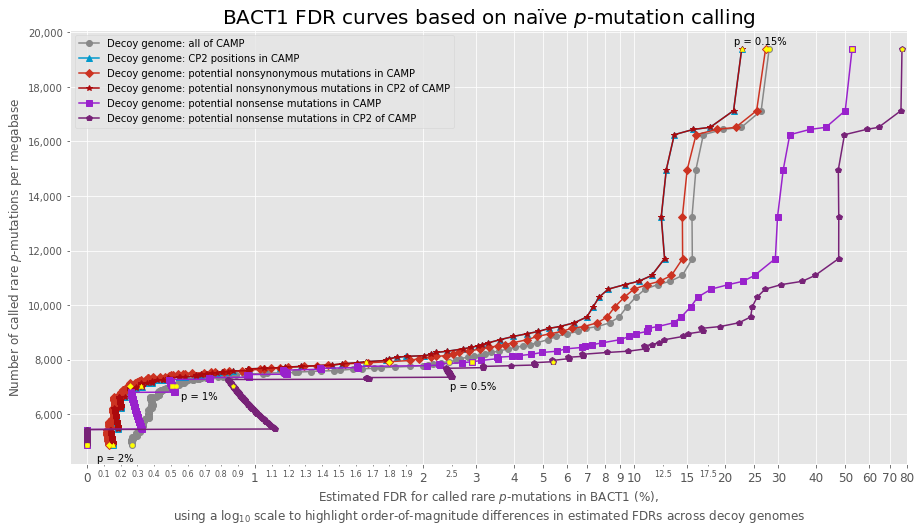 BACT1 FDR curves based on naïve p-mutation calling
Decoy genome: all of CAMP
Decoy genome: CP2 positions in CAMP
Decoy genome: potential nonsynonymous mutations in CAMP
Decoy genome: potential nonsynonymous mutations in CP2 of CAMP
Decoy genome: potential nonsense mutations in CAMP
Decoy genome: potential nonsense mutations in CP2 of CAMP
p = 0.15%
p = 0.5%
p = 1%
p = 2%
Number of called rare p-mutations per megabase
20,000
18,000
16,000
14,000
12,000
10,000
8,000
6,000
0 0.1 0.2 0.3 0.4 0.5 0.6 0.7 0.8 0.9 1 1.1 1.2 1.3 1.4 1.5 1.6 1.7 1.8 1.9 2 2.5 3 4 5 6 7 8 9 10 12.5 15 17.5 20 25 30 40 50 60 70 80
Estimated FDR for called rare p-mutations in BACT1 (%),
using a log10 scale to highlight order-of-magnitude differences in estimated FDRs across decoy genomes